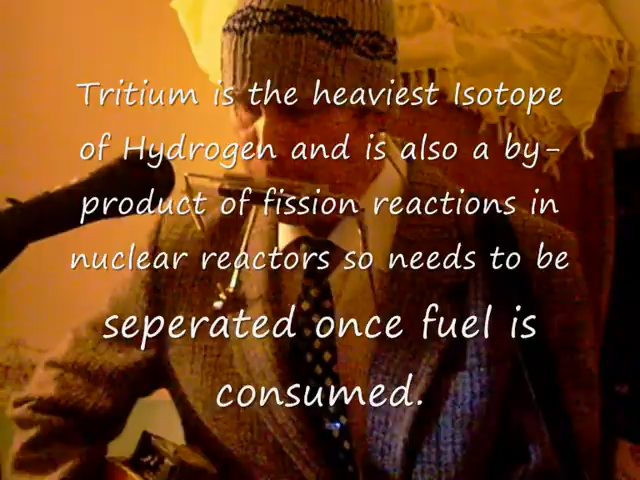 Tritium is the heaviest Isotope
of Hydrogen and is also a by-
product of fission reactions in
nuclear reactors so needs to be
seperated once fuel is
consumed.